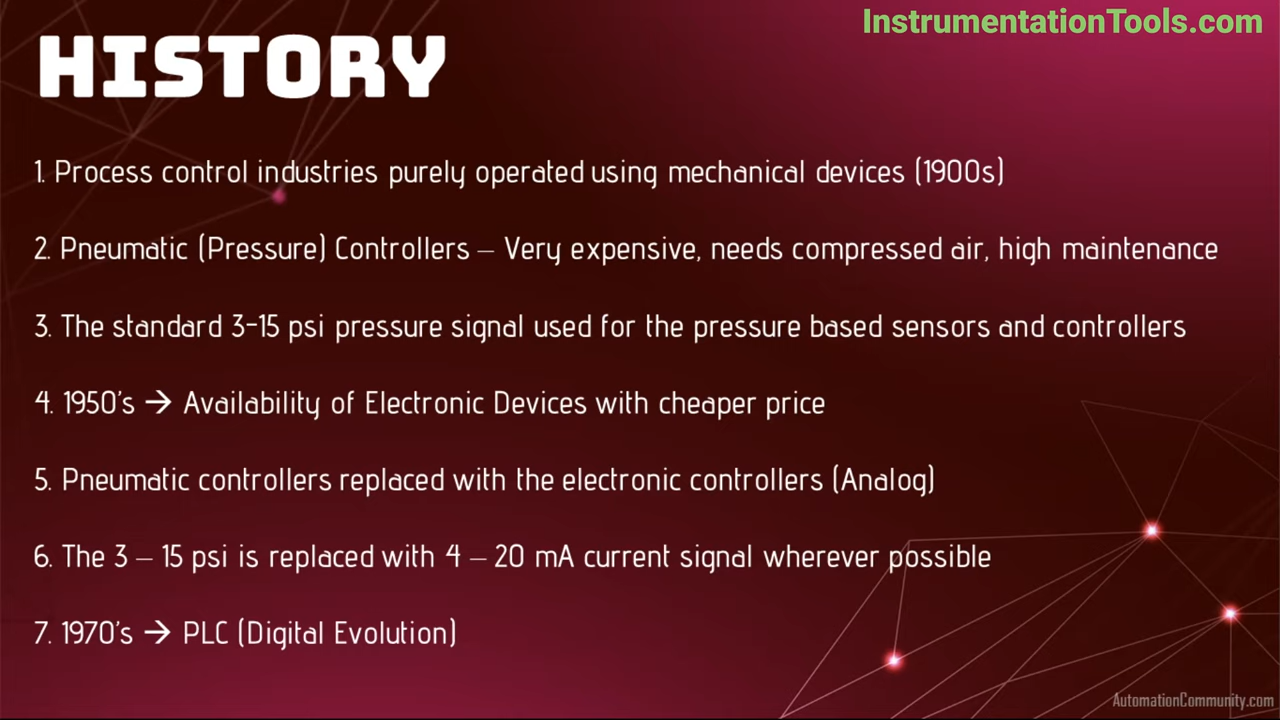 InstrumentationTools.com
HISTORY
1. Process control industries purely operated using mechanical devices (1900s)
2. Pneumatic (Pressure) Controllers – Very expensive, needs compressed air, high maintenance
3. The standard 3-15 psi pressure signal used for the pressure based sensors and controllers
4. 1950's → Availability of Electronic Devices with cheaper price
5. Pneumatic controllers replaced with the electronic controllers (Analog)
6. The 3 – 15 psi is replaced with 4 – 20 mA current signal wherever possible
7. 1970's → PLC (Digital Evolution)
AutomationCommunity.com